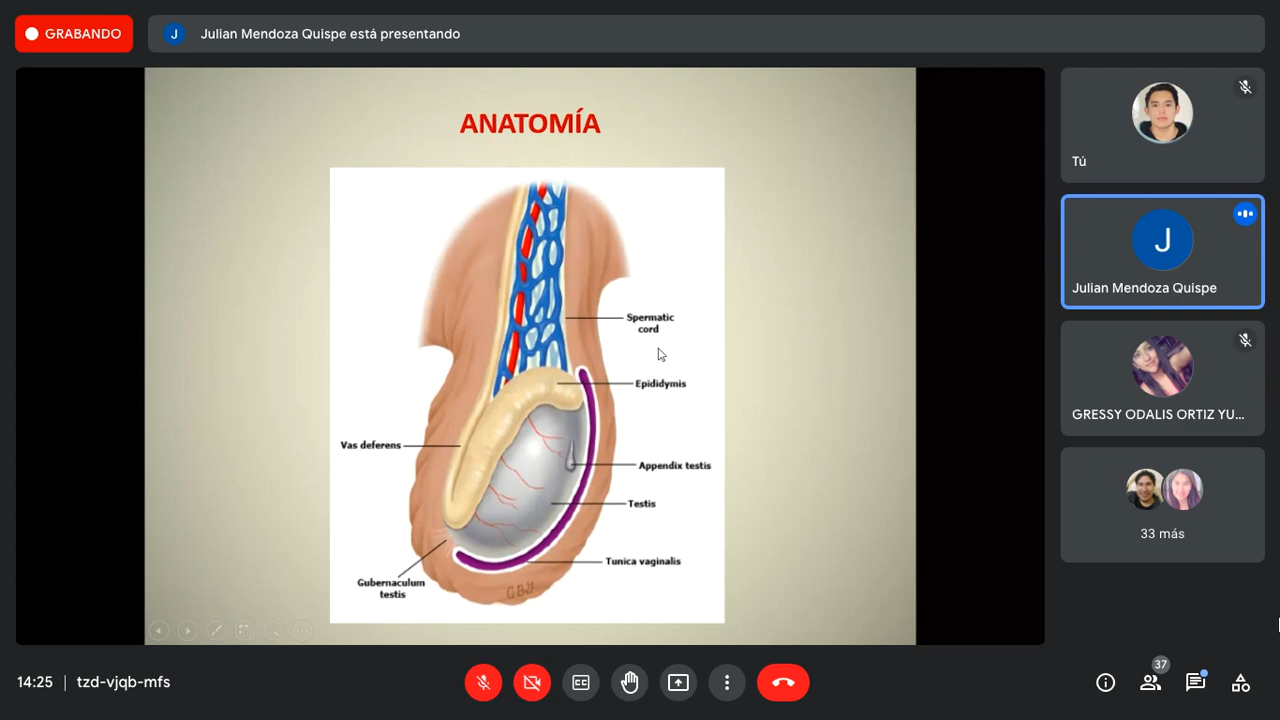 GRABANDO
J
Julian Mendoza Quispe está presentando
ANATOMÍA
Spermatic
cord
Epididymis
Vas deferens
Appendix testis
Testis
Tunica vaginalis
Gubernaculum
testis
Tú
J
Julian Mendoza Quispe
GRESSY ODALIS ORTIZ YU...
33 más
14:25 | tzd-vjqb-mfs
CC
37